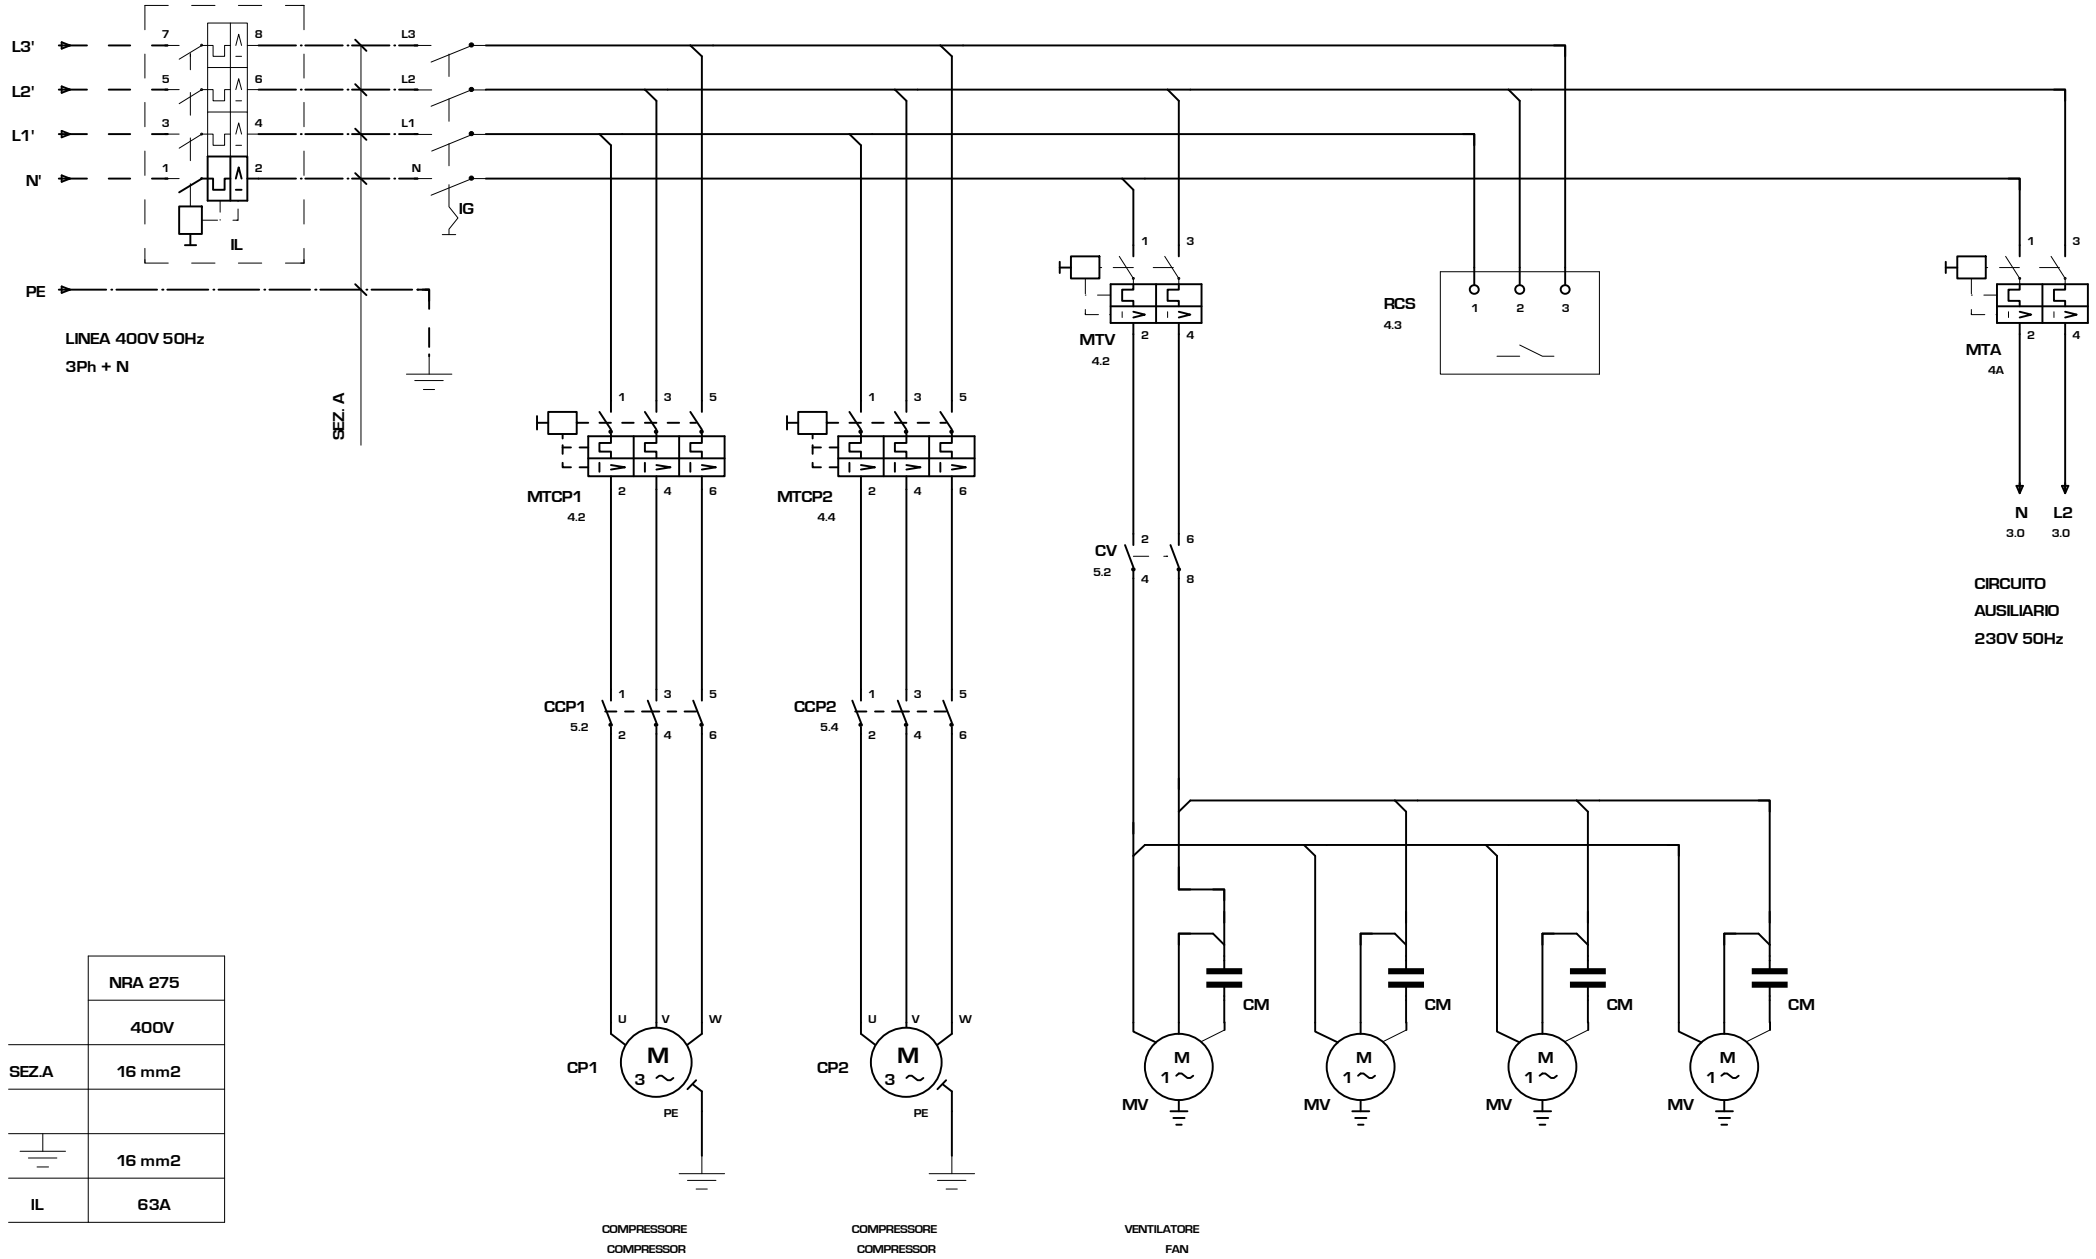 L3'
7
8
L3
L2'
5
6
L2
L1'
3
4
L1
N'
1
2
N
IG
IL
PE
LINEA 400V 50Hz
3Ph + N
SEZ. A
1
3
5
MTCP1
4.2
2
4
6
1
3
5
MTCP2
4.4
2
4
6
1
3
MTV
4.2
2
4
RCS
4.3
1
2
3
1
3
MTA
4A
2
4
N
L2
3.0
3.0
CIRCUITO
AUSILIARIO
230V 50Hz
CV
5.2
2
6
4
8
CCP1
5.2
1
3
5
2
4
6
CCP2
5.4
1
3
5
2
4
6
U
V
W
CP1
M
3 ~
PE
U
V
W
CP2
M
3 ~
PE
CM
CM
CM
CM
M
1 ~
MV
M
1 ~
MV
M
1 ~
MV
M
1 ~
MV
NRA 275
400V
SEZ.A
16 mm2
16 mm2
IL
63A
COMPRESSORE
COMPRESSOR
COMPRESSORE
COMPRESSOR
VENTILATORE
FAN